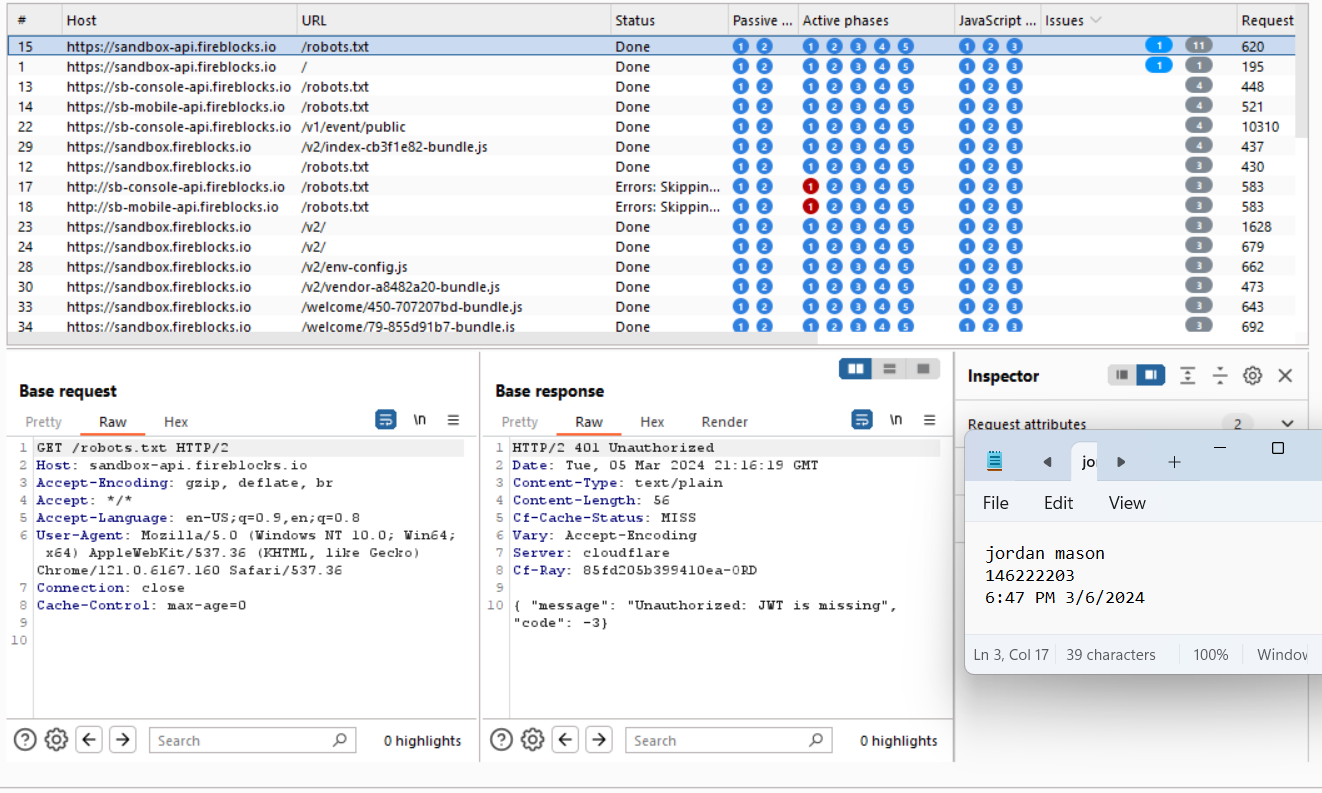 # Host URL Status Passive ... Active phases JavaScript ... Issues Request
15 https://sandbox-api.fireblocks.io /robots.txt Done 1 2 1 2 3 4 5 1 2 3 1 11 620
1 https://sandbox-api.fireblocks.io / Done 1 2 1 2 3 4 5 1 2 3 1 1 195
13 https://sb-console-api.fireblocks.io /robots.txt Done 1 2 1 2 3 4 5 1 2 3 4 448
14 https://sb-mobile-api.fireblocks.io /robots.txt Done 1 2 1 2 3 4 5 1 2 3 4 521
22 https://sb-console-api.fireblocks.io /v1/event/public Done 1 2 1 2 3 4 5 1 2 3 4 10310
29 https://sandbox.fireblocks.io /v2/index-cb3f1e82-bundle.js Done 1 2 1 2 3 4 5 1 2 3 4 437
12 https://sandbox.fireblocks.io /robots.txt Done 1 2 1 2 3 4 5 1 2 3 3 430
17 http://sb-console-api.fireblocks.io /robots.txt Errors: Skippin... 1 2 1 2 3 4 5 1 2 3 3 583
18 http://sb-mobile-api.fireblocks.io /robots.txt Errors: Skippin... 1 2 1 2 3 4 5 1 2 3 3 583
23 https://sandbox.fireblocks.io /v2/ Done 1 2 1 2 3 4 5 1 2 3 3 1628
24 https://sandbox.fireblocks.io /v2/ Done 1 2 1 2 3 4 5 1 2 3 3 679
28 https://sandbox.fireblocks.io /v2/env-config.js Done 1 2 1 2 3 4 5 1 2 3 3 662
30 https://sandbox.fireblocks.io /v2/vendor-a8482a20-bundle.js Done 1 2 1 2 3 4 5 1 2 3 3 473
33 https://sandbox.fireblocks.io /welcome/450-707207bd-bundle.js Done 1 2 1 2 3 4 5 1 2 3 3 643
34 https://sandbox.fireblocks.io /welcome/79-855d91b7-bundle.js Done 1 2 1 2 3 4 5 1 2 3 3 692
Base request
Pretty Raw Hex \n
1 GET /robots.txt HTTP/2
2 Host: sandbox-api.fireblocks.io
3 Accept-Encoding: gzip, deflate, br
4 Accept: */*
5 Accept-Language: en-US;q=0.9,en;q=0.8
6 User-Agent: Mozilla/5.0 (Windows NT 10.0; Win64;
x64) AppleWebKit/537.36 (KHTML, like Gecko)
Chrome/121.0.6167.160 Safari/537.36
7 Connection: close
8 Cache-Control: max-age=0
9
10
Search 0 highlights
Base response
Pretty Raw Hex Render \n
1 HTTP/2 401 Unauthorized
2 Date: Tue, 05 Mar 2024 21:16:19 GMT
3 Content-Type: text/plain
4 Content-Length: 56
5 Cf-Cache-Status: MISS
6 Vary: Accept-Encoding
7 Server: cloudflare
8 Cf-Ray: 85fd205b399410ea-ORD
9
10 { "message": "Unauthorized: JWT is missing",
"code": -3}
Search 0 highlights
Inspector
Request attributes 2
jo
File Edit View
jordan mason
146222203
6:47 PM 3/6/2024
Ln 3, Col 17 39 characters 100% Window